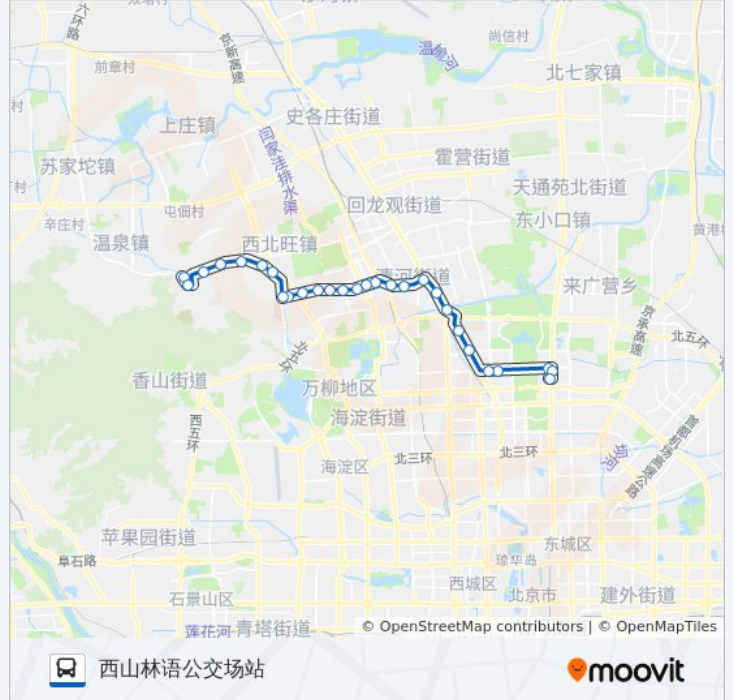 六环路
京新高速
温榆河
尚信村
前章村
北七家镇
村
上庄镇
史各庄街道
闫家洼排水渠
霍营街道
苏家坨镇
天通苑北街道
屯佃村
回龙观街道
东小口镇
辛庄村
温泉镇
西北旺镇
黄港
清河街道
来广营乡
京承高速
北五环
北五环
香山街道
万柳地区
海淀街道
西五环
首都机场高速公路
北三环
北三环
坝河
海淀区
苹果园街道
东城区
阜石路
琼华岛
西城区
建外街道
石景山区
北京市
莲花河
青塔街道
© OpenStreetMap contributors | © OpenMapTiles
西山林语公交场站
moovit